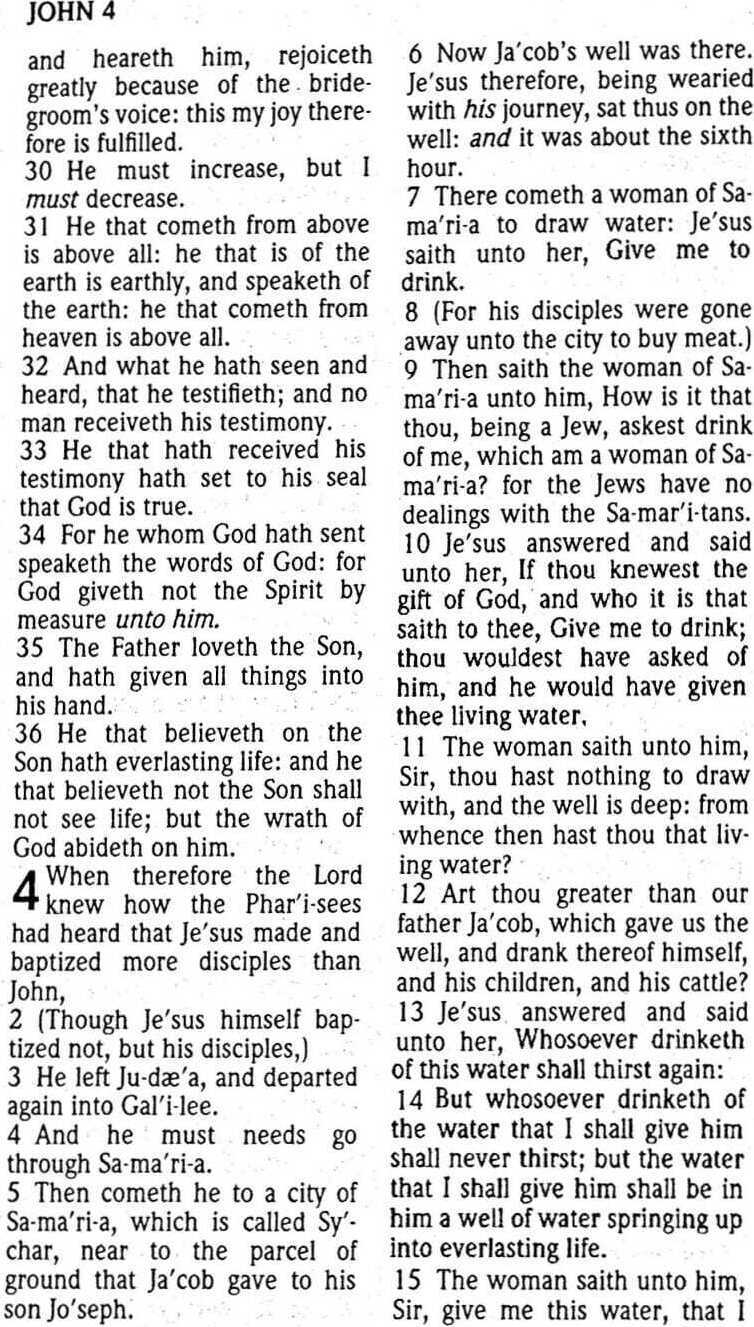 JOHN 4
and heareth him, rejoiceth
greatly because of the bride-
groom's voice: this my joy there-
fore is fulfilled.
30 He must increase, but I
must decrease.
31 He that cometh from above
is above all: he that is of the
earth is earthly, and speaketh of
the earth: he that cometh from
heaven is above all.
32 And what he hath seen and
heard, that he testifieth; and no
man receiveth his testimony.
33 He that hath received his
testimony hath set to his seal
that God is true.
34 For he whom God hath sent
speaketh the words of God: for
God giveth not the Spirit by
measure unto him.
35 The Father loveth the Son,
and hath given all things into
his hand.
36 He that believeth on the
Son hath everlasting life: and he
that believeth not the Son shall
not see life; but the wrath of
God abideth on him.
4 When therefore the Lord
knew how the Phar'i-sees
had heard that Je'sus made and
baptized more disciples than
John,
2 (Though Je'sus himself bap-
tized not, but his disciples,)
3 He left Ju-dæ'a, and departed
again into Gal'i-lee.
4 And he must needs go
through Sa-ma'ri-a.
5 Then cometh he to a city of
Sa-ma'ri-a, which is called Sy'-
char, near to the parcel of
ground that Ja'cob gave to his
son Jo'seph.
6 Now Ja'cob's well was there.
Je'sus therefore, being wearied
with his journey, sat thus on the
well: and it was about the sixth
hour.
7 There cometh a woman of Sa-
ma'ri-a to draw water: Je'sus
saith unto her, Give me to
drink.
8 (For his disciples were gone
away unto the city to buy meat.)
9 Then saith the woman of Sa-
ma'ri-a unto him, How is it that
thou, being a Jew, askest drink
of me, which am a woman of Sa-
ma'ri-a? for the Jews have no
dealings with the Sa-mar'i-tans.
10 Je'sus answered and said
unto her, If thou knewest the
gift of God, and who it is that
saith to thee, Give me to drink;
thou wouldest have asked of
him, and he would have given
thee living water.
11 The woman saith unto him,
Sir, thou hast nothing to draw
with, and the well is deep: from
whence then hast thou that liv-
ing water?
12 Art thou greater than our
father Ja'cob, which gave us the
well, and drank thereof himself,
and his children, and his cattle?
13 Je'sus answered and said
unto her, Whosoever drinketh
of this water shall thirst again:
14 But whosoever drinketh of
the water that I shall give him
shall never thirst; but the water
that I shall give him shall be in
him a well of water springing up
into everlasting life.
15 The woman saith unto him,
Sir, give me this water, that I